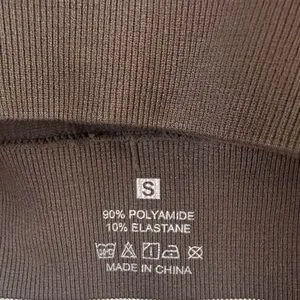 S
90% POLYAMIDE
10% ELASTANE
MADE IN CHINA